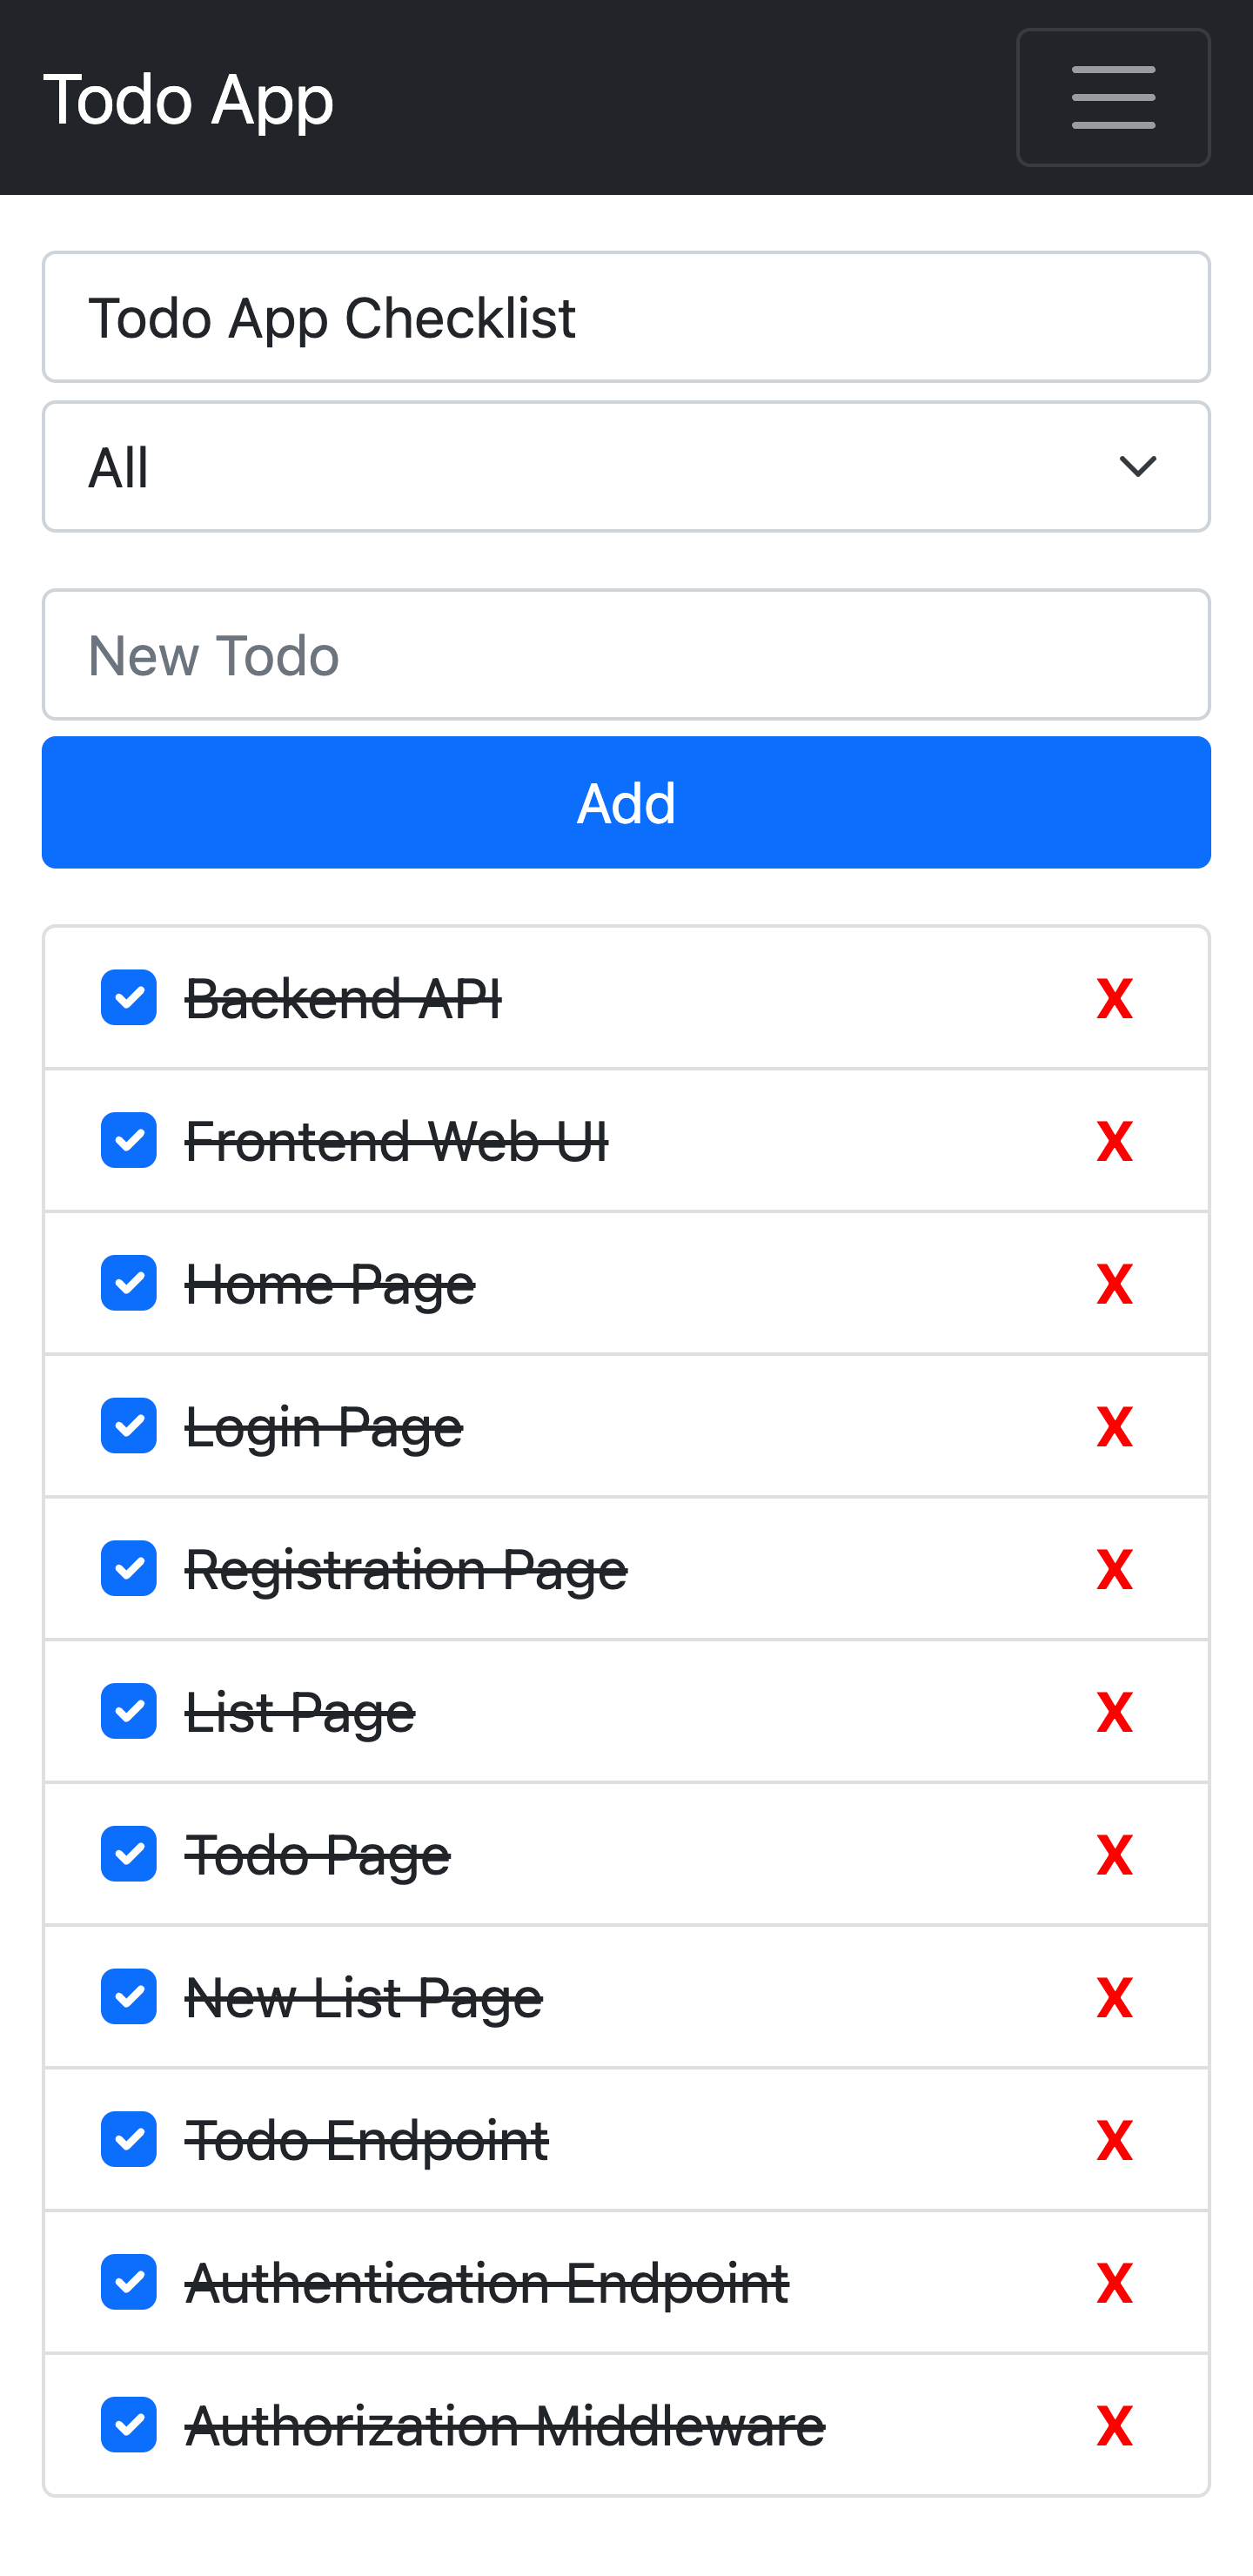 Todo App
Todo App Checklist
All
New Todo
Add
Backend API X
Frontend Web UI X
Home Page X
Login Page X
Registration Page X
List Page X
Todo Page X
New List Page X
Todo Endpoint X
Authentication Endpoint X
Authorization Middleware X